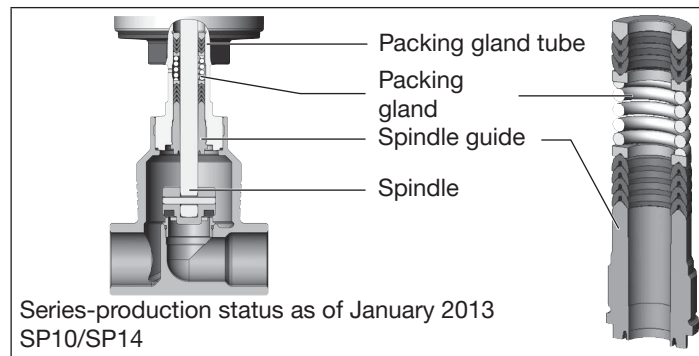 Packing gland tube
Packing
gland
Spindle guide
Spindle
Series-production status as of January 2013
SP10/SP14